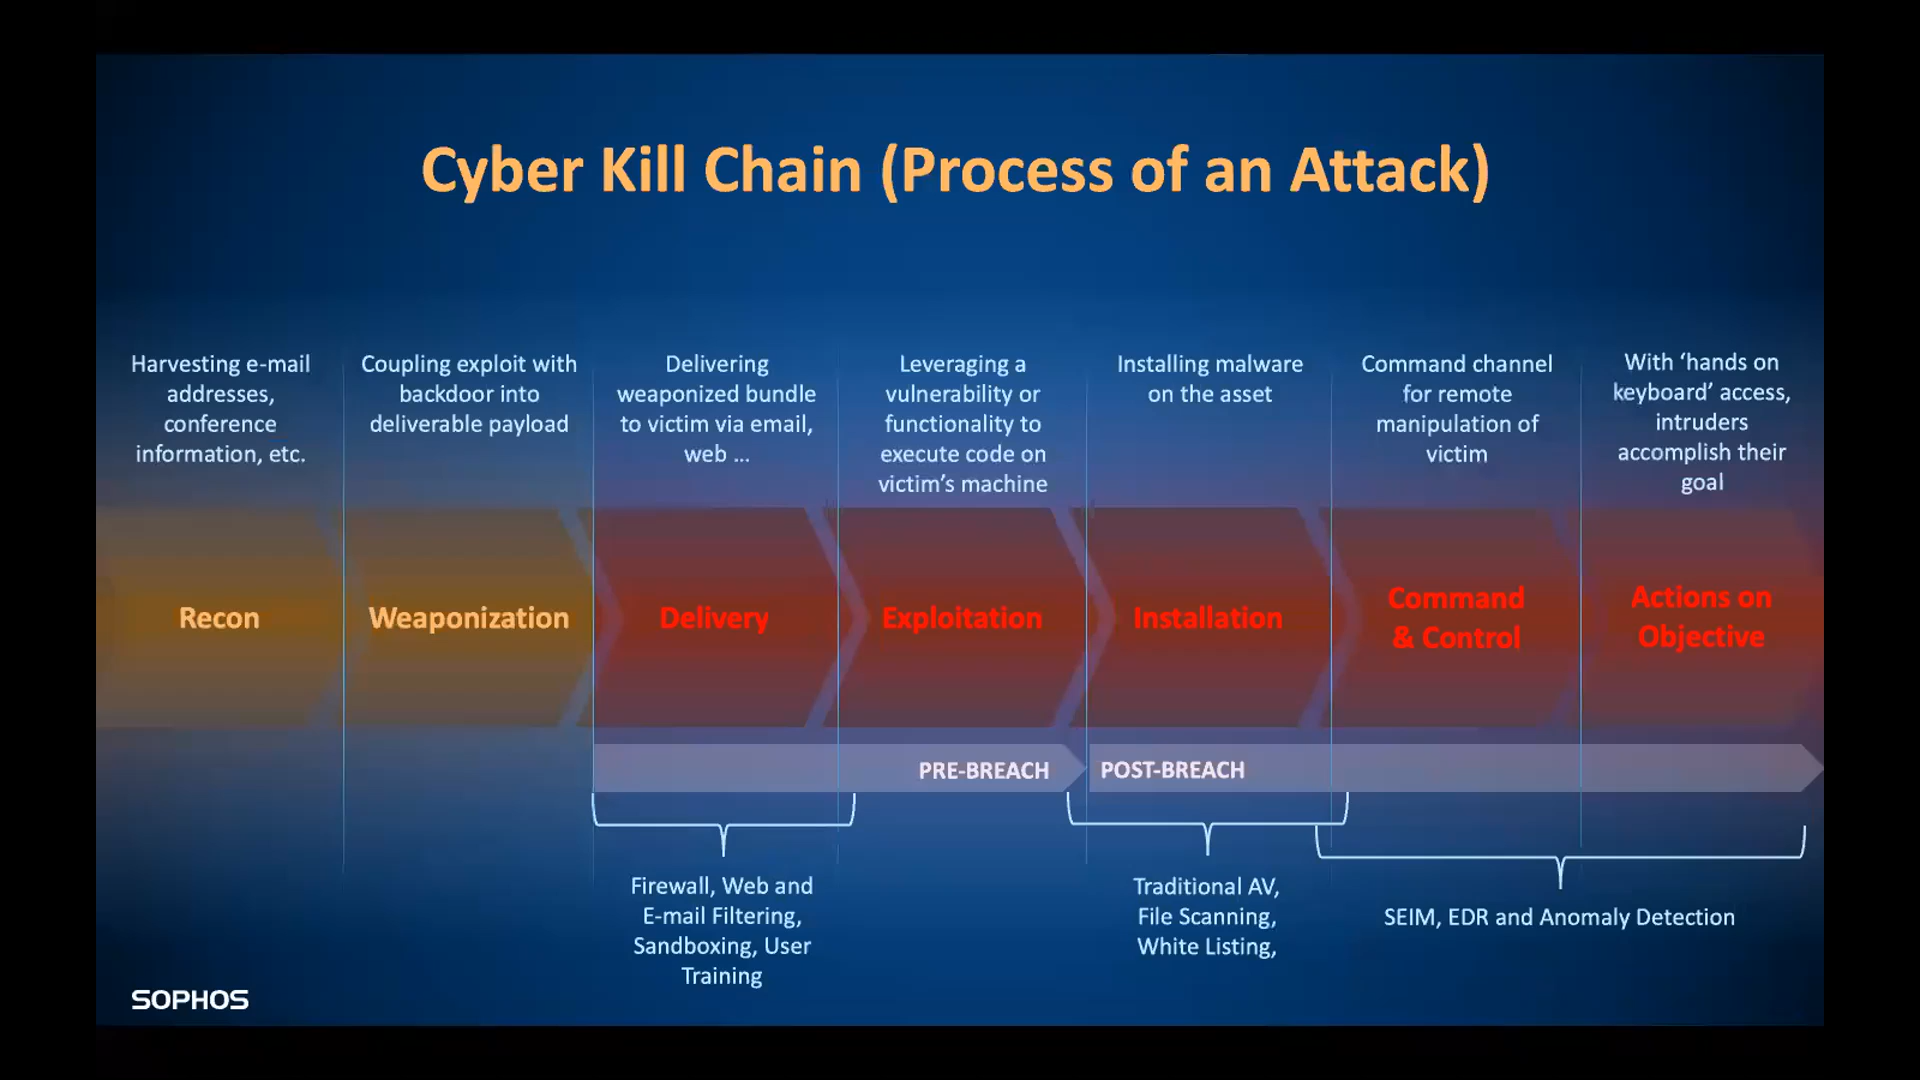 Cyber Kill Chain (Process of an Attack)
Harvesting e-mail
addresses,
conference
information, etc.
Coupling exploit with
backdoor into
deliverable payload
Delivering
weaponized bundle
to victim via email,
web ...
Leveraging a
vulnerability or
functionality to
execute code on
victim’s machine
Installing malware
on the asset
Command channel
for remote
manipulation of
victim
With ‘hands on
keyboard’ access,
intruders
accomplish their
goal
Recon
Weaponization
Delivery
Exploitation
Installation
Command
& Control
Actions on
Objective
PRE-BREACH
POST-BREACH
Firewall, Web and
E-mail Filtering,
Sandboxing, User
Training
Traditional AV,
File Scanning,
White Listing,
SEIM, EDR and Anomaly Detection
SOPHOS